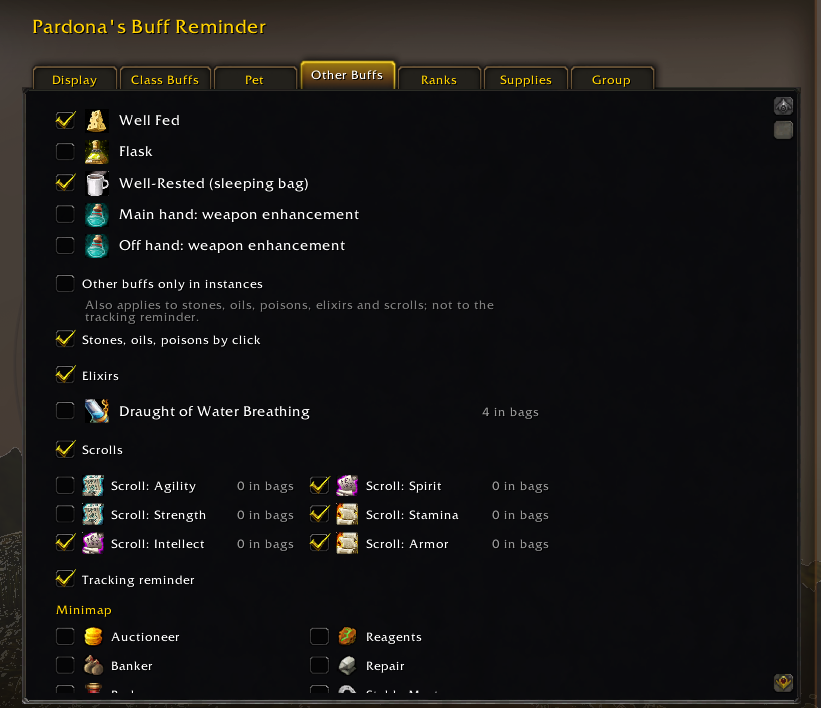 Pardona's Buff Reminder
Display Class Buffs Pet Other Buffs Ranks Supplies Group
Well Fed
Flask
Well-Rested (sleeping bag)
Main hand: weapon enhancement
Off hand: weapon enhancement
Other buffs only in instances
Also applies to stones, oils, poisons, elixirs and scrolls; not to the
tracking reminder.
Stones, oils, poisons by click
Elixirs
Draught of Water Breathing 4 in bags
Scrolls
Scroll: Agility 0 in bags Scroll: Spirit 0 in bags
Scroll: Strength 0 in bags Scroll: Stamina 0 in bags
Scroll: Intellect 0 in bags Scroll: Armor 0 in bags
Tracking reminder
Minimap
Auctioneer Reagents
Banker Repair